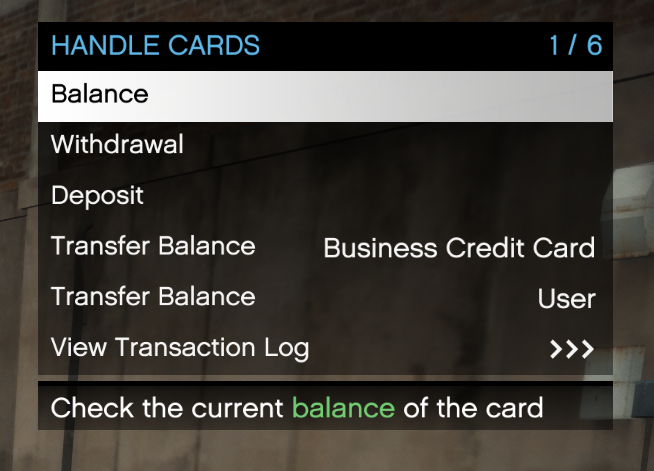 HANDLE CARDS 1 / 6
Balance
Withdrawal
Deposit
Transfer Balance Business Credit Card
Transfer Balance User
View Transaction Log >>>
Check the current balance of the card